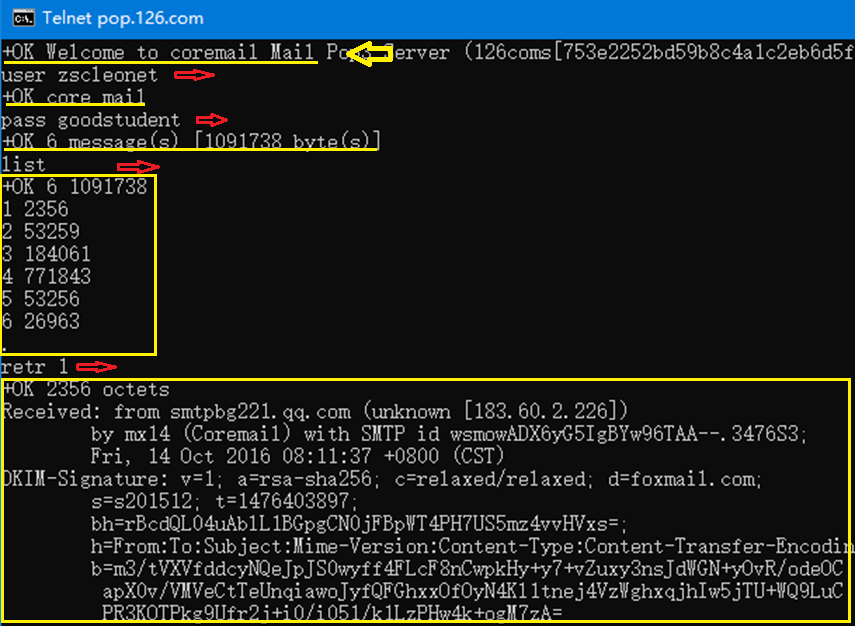 Telnet pop.126.com
+OK Welcome to coremail Mail Pop3 Server (126coms[753e2252bd59b8c4a1c2eb6d5f
user zscleonet
+OK core mail
pass goodstudent
+OK 6 message(s) [1091738 byte(s)]
list
+OK 6 1091738
1 2356
2 53259
3 184061
4 771843
5 53256
6 26963
.
retr 1
+OK 2356 octets
Received: from smtpbg221.qq.com (unknown [183.60.2.226])
by mx14 (Coremail) with SMTP id wsmowADX6yG5IgBYw96TAA--.3476S3;
Fri, 14 Oct 2016 08:11:37 +0800 (CST)
DKIM-Signature: v=1; a=rsa-sha256; c=relaxed/relaxed; d=foxmail.com;
s=s201512; t=1476403897;
bh=rBcdQL04uAb1L1BGpgCN0jFBpWT4PH7US5mz4vvHVxs=;
h=From:To:Subject:Mime-Version:Content-Type:Content-Transfer-Encodin
b=m3/tVXVfddcyNQeJpJS0wyff4FLcF8nCwpkHy+y7+vZuxy3nsJdWGN+yOvR/odeOC
apXOv/VMVeCtTeUnqiawoJyfQFGhxxOfOyN4K11tnej4VzWghxqjhIw5jTU+WQ9LuC
PR3KOTPkg9Ufr2j+i0/i051/k1LzPHw4k+ogM7zA=